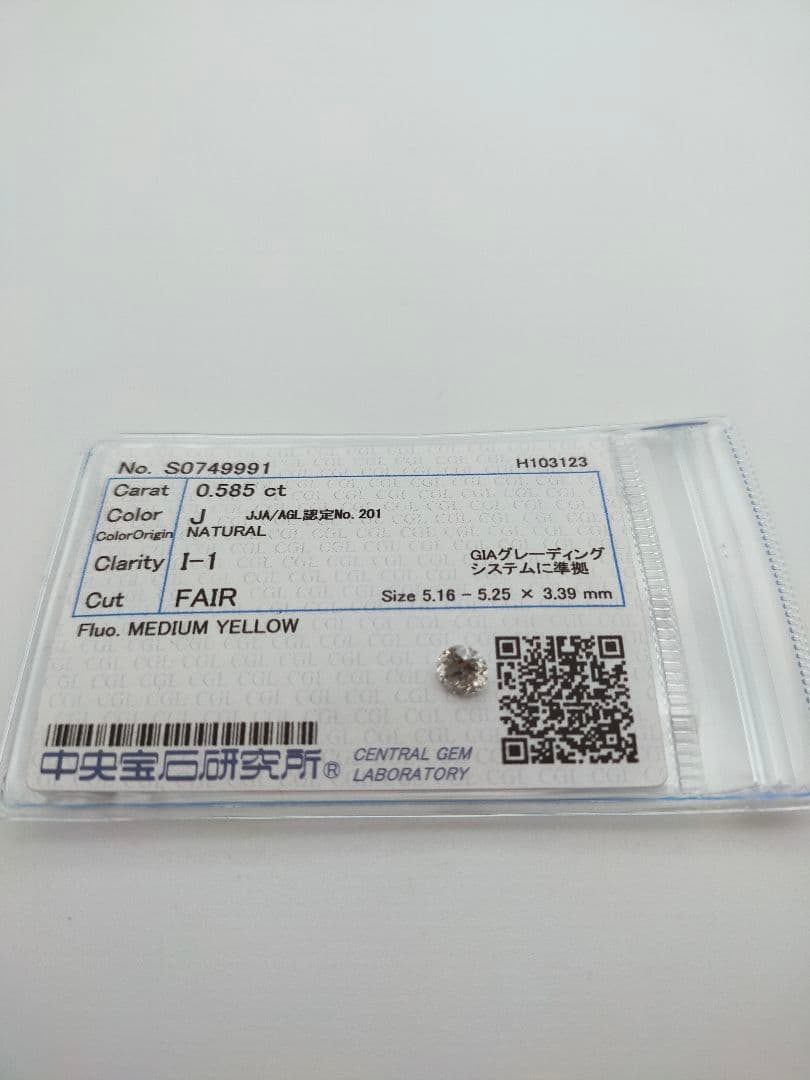 No. S0749991 H103123
Carat 0.585 ct
Color J JJA/AGL認定No. 201
ColorOrigin NATURAL
Clarity I-1 GIAグレーディング
システムに準拠
Cut FAIR Size 5.16 - 5.25 × 3.39 mm
Fluo. MEDIUM YELLOW
中央宝石研究所® CENTRAL GEM
LABORATORY